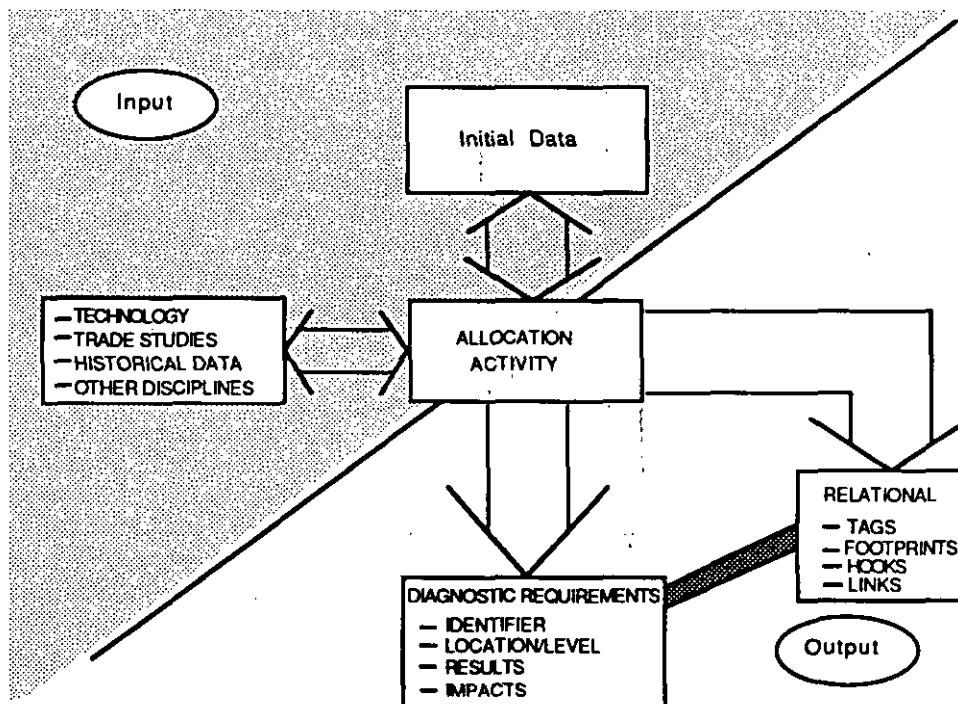 Input
Initial Data
— TECHNOLOGY
— TRADE STUDIES
— HISTORICAL DATA
— OTHER DISCIPLINES
ALLOCATION
ACTIVITY
RELATIONAL
— TAGS
— FOOTPRINTS
— HOOKS
— LINKS
DIAGNOSTIC REQUIREMENTS
— IDENTIFIER
— LOCATION/LEVEL
— RESULTS
— IMPACTS
Output